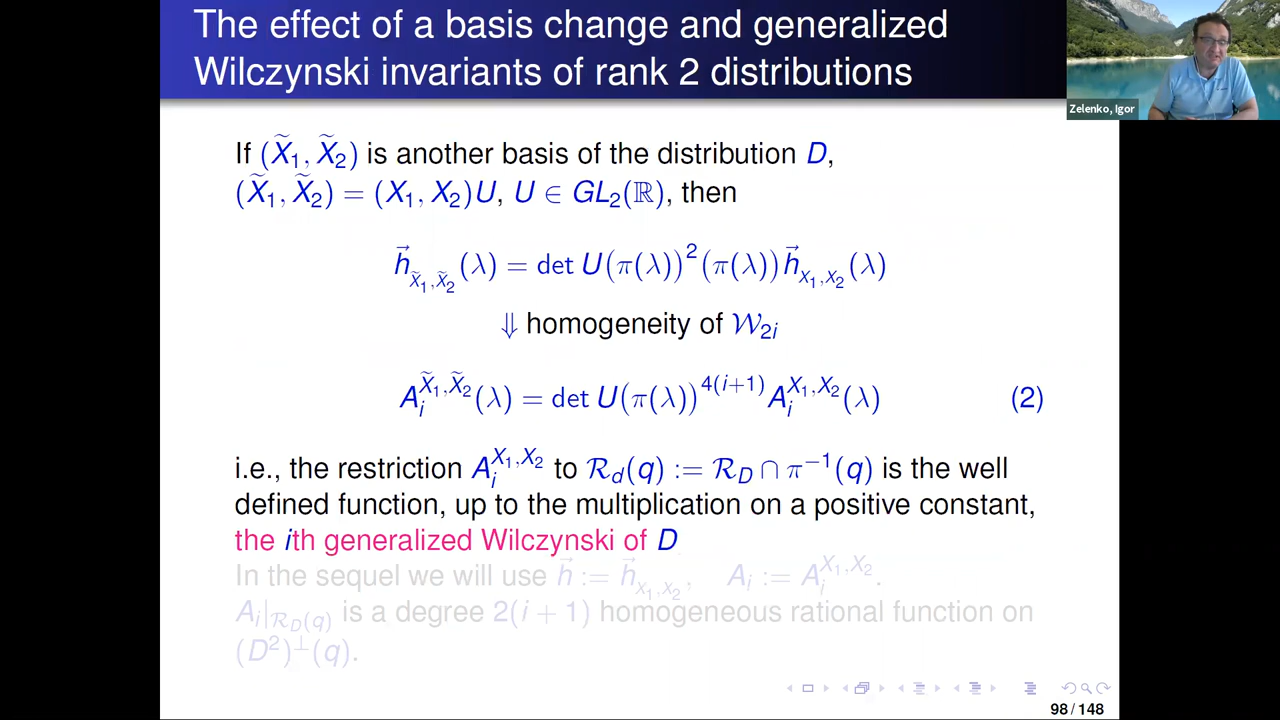 The effect of a basis change and generalized
Wilczynski invariants of rank 2 distributions
Zelenko, Igor
If (X̃₁, X̃₂) is another basis of the distribution D,
(X̃₁, X̃₂) = (X₁, X₂)U, U ∈ GL₂(ℝ), then
h⃗_{X̃₁,X̃₂}(λ) = det U(π(λ))²(π(λ))h⃗_{X₁,X₂}(λ)
⇓ homogeneity of 𝒲_{2i}
A_i^{X̃₁,X̃₂}(λ) = det U(π(λ))^{4(i+1)} A_i^{X₁,X₂}(λ) (2)
i.e., the restriction A_i^{X₁,X₂} to ℛ_d(q) := ℛ_D ∩ π⁻¹(q) is the well
defined function, up to the multiplication on a positive constant,
the ith generalized Wilczynski of D
In the sequel we will use h⃗ := h⃗_{X₁,X₂}, A_i := A_i^{X₁,X₂}.
A_i|_{ℛ_D(q)} is a degree 2(i + 1) homogeneous rational function on
(D²)^⊥(q).
98 / 148